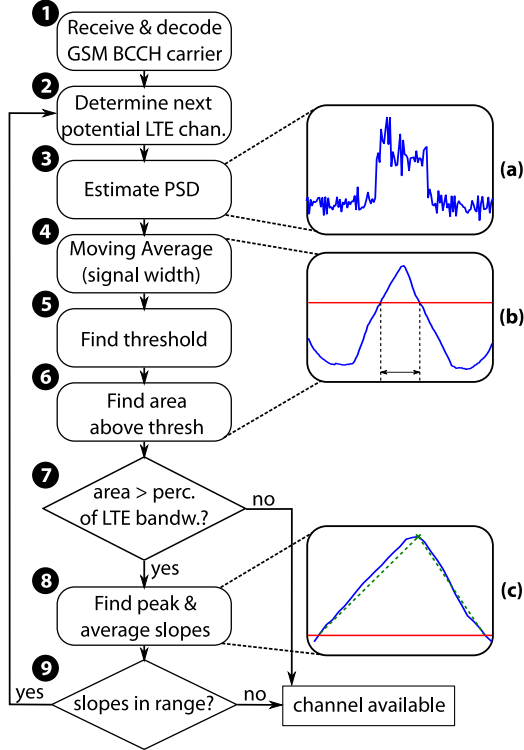 1
Receive & decode
GSM BCCH carrier
2
Determine next
potential LTE chan.
3
Estimate PSD
(a)
4
Moving Average
(signal width)
5
Find threshold
(b)
6
Find area
above thresh
7
area > perc.
of LTE bandw.?
no
yes
8
Find peak &
average slopes
(c)
9
slopes in range?
yes
no
channel available